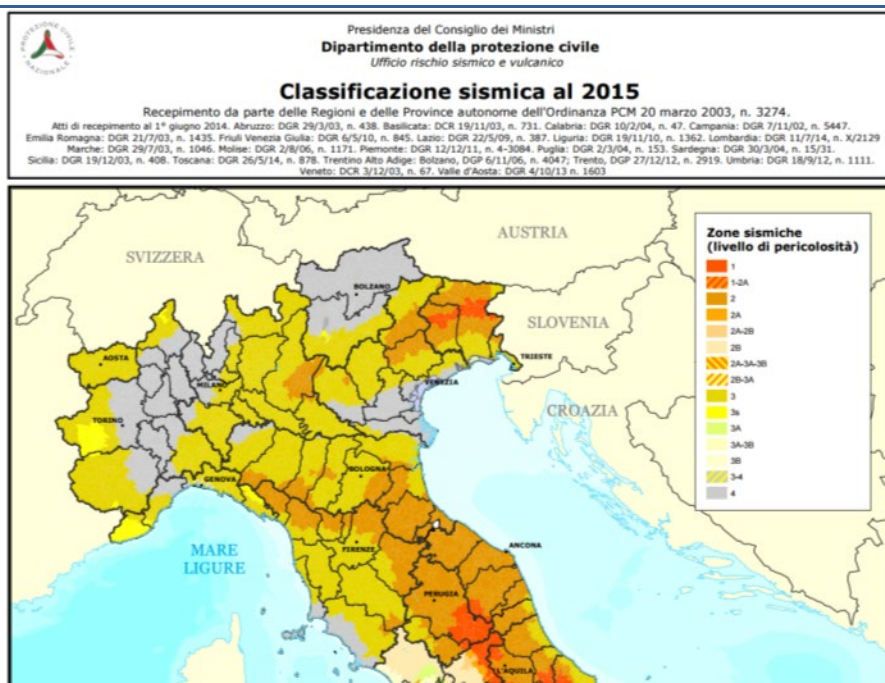 PROTEZIONE CIVILE
NAZIONALE
Presidenza del Consiglio dei Ministri
Dipartimento della protezione civile
Ufficio rischio sismico e vulcanico
Classificazione sismica al 2015
Recepimento da parte delle Regioni e delle Province autonome dell'Ordinanza PCM 20 marzo 2003, n. 3274.
Atti di recepimento al 1° giugno 2014. Abruzzo: DGR 29/3/03, n. 438. Basilicata: DCR 19/11/03, n. 731. Calabria: DGR 10/2/04, n. 47. Campania: DGR 7/11/02, n. 5447.
Emilia Romagna: DGR 21/7/03, n. 1435. Friuli Venezia Giulia: DGR 6/5/10, n. 845. Lazio: DGR 22/5/09, n. 387. Liguria: DGR 19/11/10, n. 1362. Lombardia: DGR 11/7/14, n. X/2129
Marche: DGR 29/7/03, n. 1046. Molise: DGR 2/8/06, n. 1171. Piemonte: DGR 12/12/11, n. 4-3084. Puglia: DGR 2/3/04, n. 153. Sardegna: DGR 30/3/04, n. 15/31.
Sicilia: DGR 19/12/03, n. 408. Toscana: DGR 26/5/14, n. 878. Trentino Alto Adige: Bolzano, DGP 6/11/06, n. 4047; Trento, DGP 27/12/12, n. 2919. Umbria: DGR 18/9/12, n. 1111.
Veneto: DCR 3/12/03, n. 67. Valle d'Aosta: DGR 4/10/13 n. 1603
AUSTRIA
SVIZZERA
BOLZANO
SLOVENIA
AOSTA
TRIESTE
MILANO
VENEZIA
CROAZIA
TORINO
BOLOGNA
GENOVA
ANCONA
FIRENZE
MARE
LIGURE
PERUGIA
L'AQUILA
Zone sismiche
(livello di pericolosità)
1
1-2A
2
2A
2A-2B
2B
2A-3A-3B
2B-3A
3
3s
3A
3A-3B
3B
3-4
4